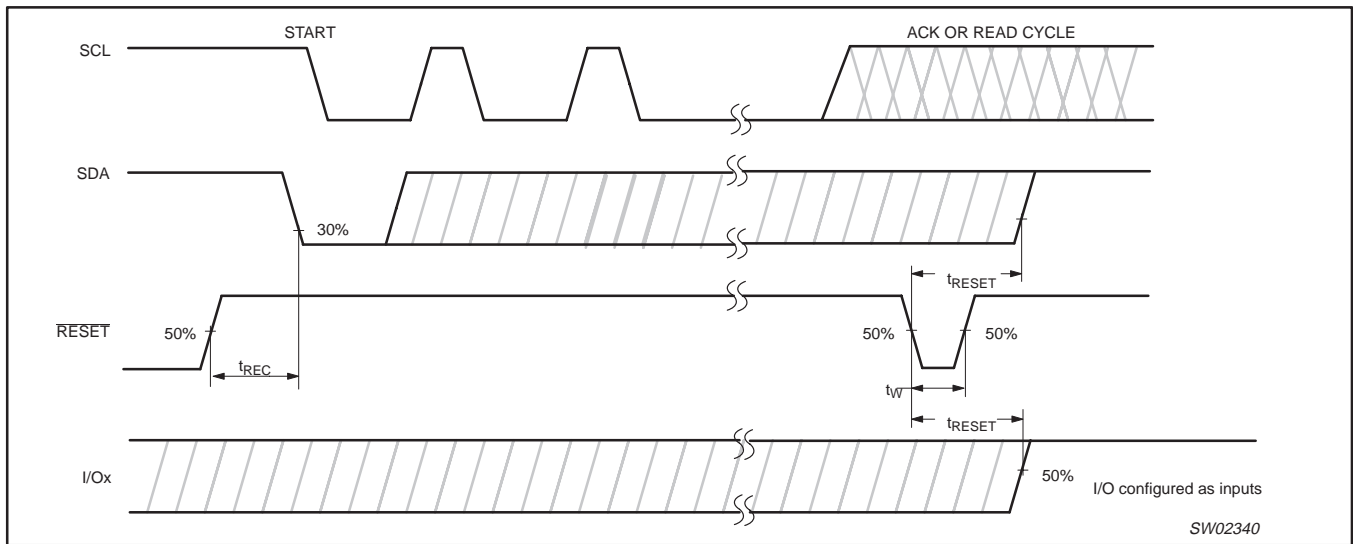 START
ACK OR READ CYCLE
SCL
SDA
30%
tRESET
RESET
50%
50%
50%
tREC
tW
tRESET
I/Ox
50%
I/O configured as inputs
SW02340